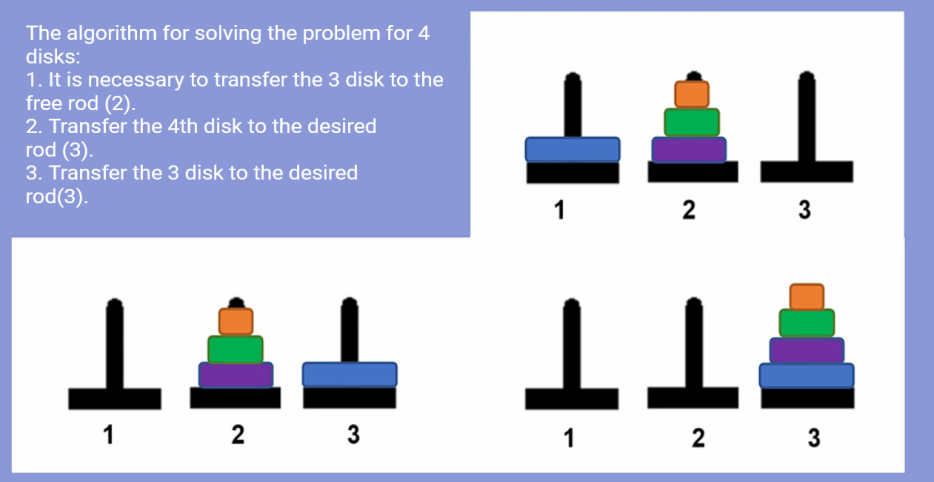 The algorithm for solving the problem for 4
disks:
1. It is necessary to transfer the 3 disk to the
free rod (2).
2. Transfer the 4th disk to the desired
rod (3).
3. Transfer the 3 disk to the desired
rod(3).
1 2 3
1 2 3
1 2 3